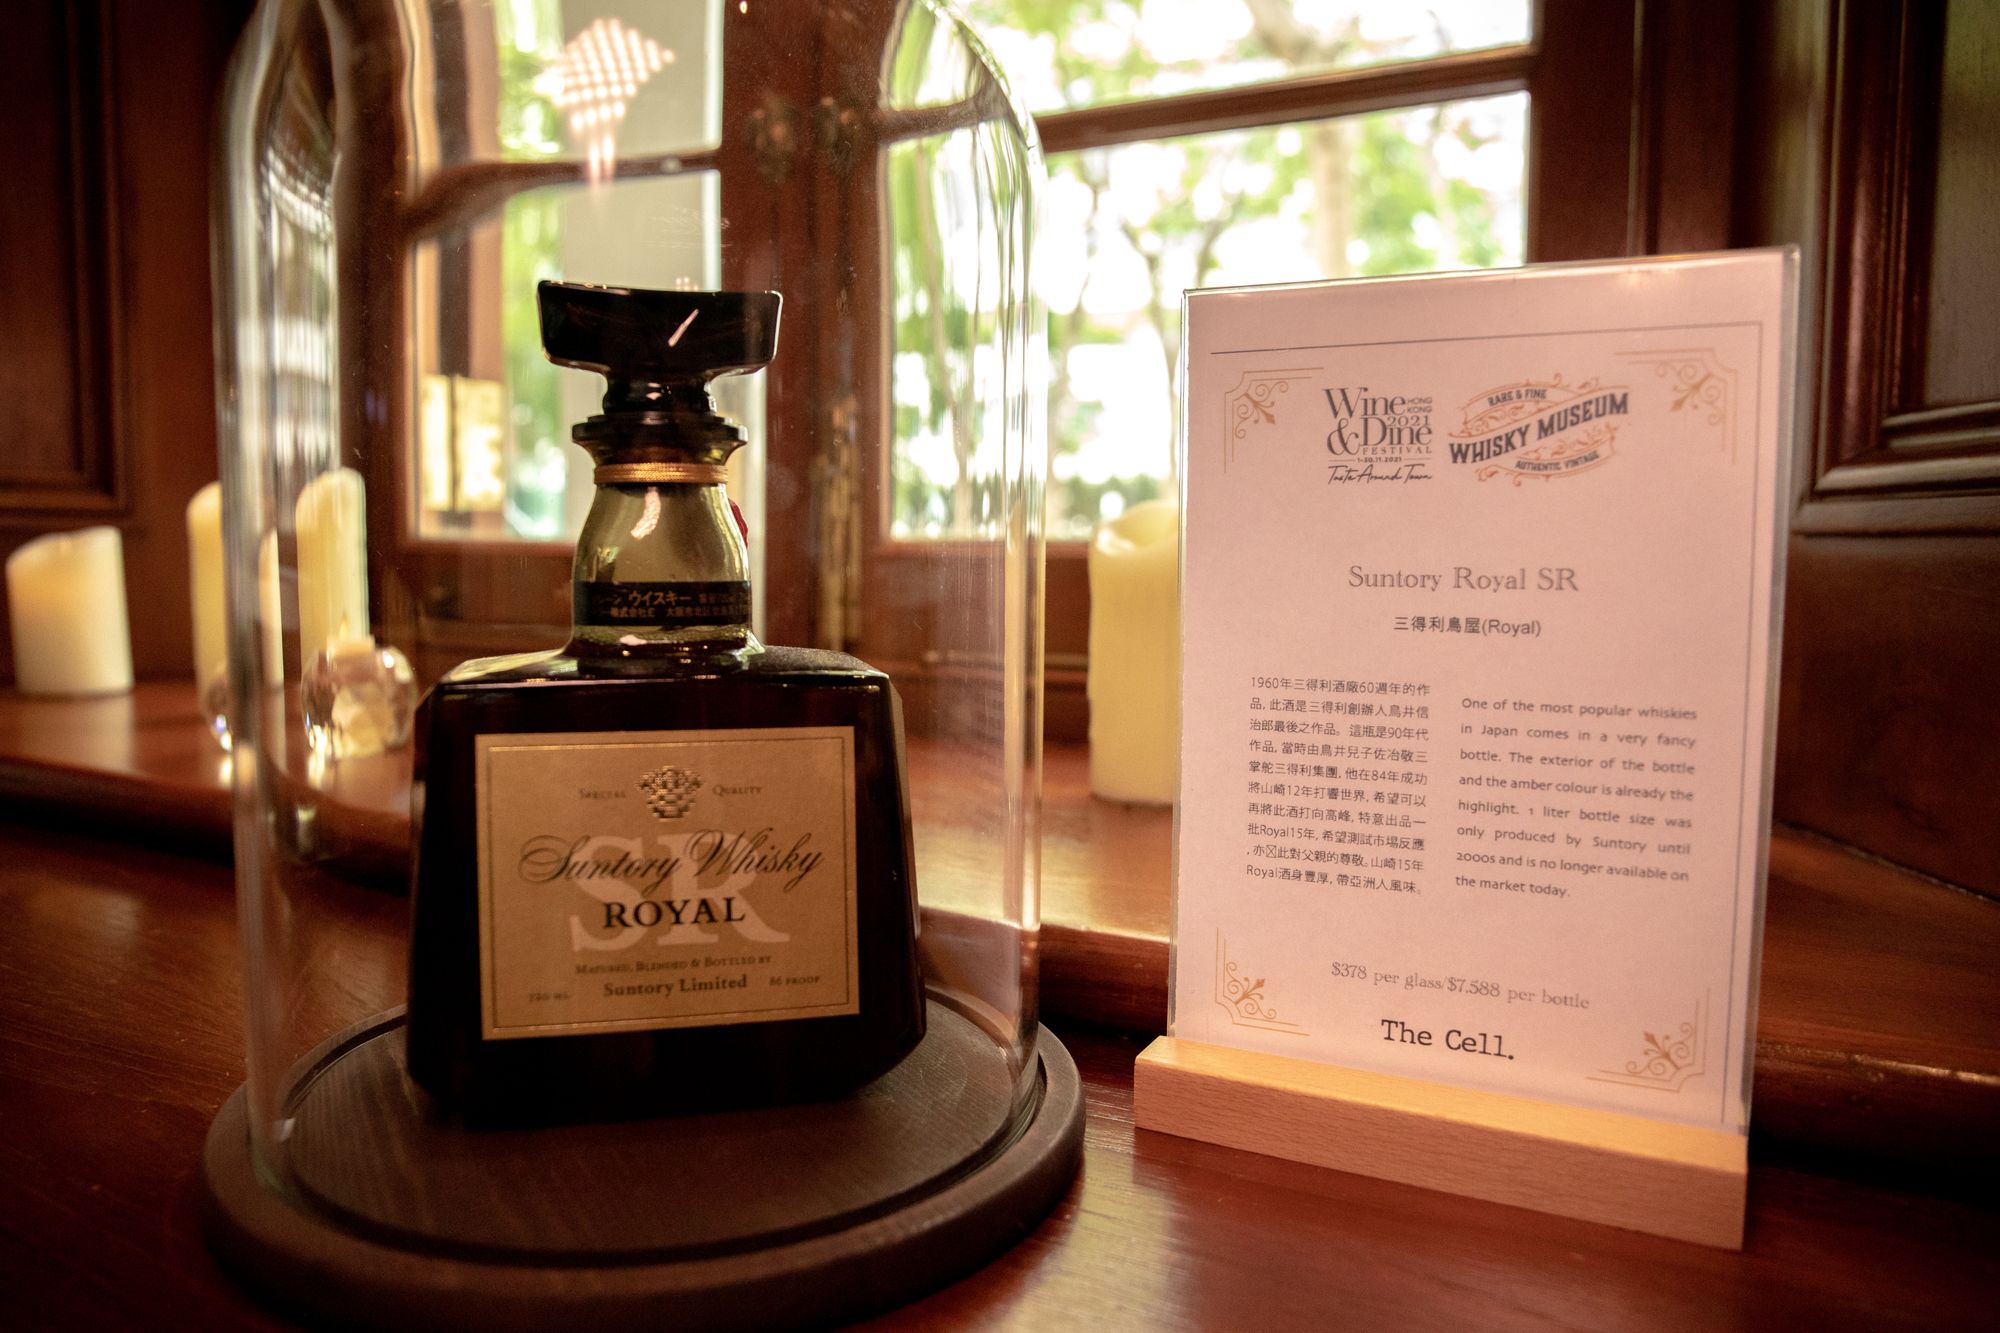 ウイスキー
SPECIAL QUALITY
SR
Suntory Whisky
ROYAL
MATURED, BLENDED & BOTTLED BY
720 ML Suntory Limited 86 PROOF
Wine HONG KONG
2021
& Dine
FESTIVAL
1-30.11.2021
Taste Around Town
RARE & FINE
WHISKY MUSEUM
AUTHENTIC VINTAGE
Suntory Royal SR
三得利鳥屋(Royal)
1960年三得利酒廠60週年的作
品, 此酒是三得利創辦人鳥井信
治郎最後之作品。這瓶是90年代
作品, 當時由鳥井兒子佐冶敬三
掌舵三得利集團, 他在84年成功
將山崎12年打響世界, 希望可以
再將此酒打向高峰, 特意出品一
批Royal15年, 希望測試市場反應
, 亦☒此對父親的尊敬。山崎15年
Royal酒身豐厚, 帶亞洲人風味。
One of the most popular whiskies
in Japan comes in a very fancy
bottle. The exterior of the bottle
and the amber colour is already the
highlight. 1 liter bottle size was
only produced by Suntory until
2000s and is no longer available on
the market today.
$378 per glass/$7,588 per bottle
The Cell.